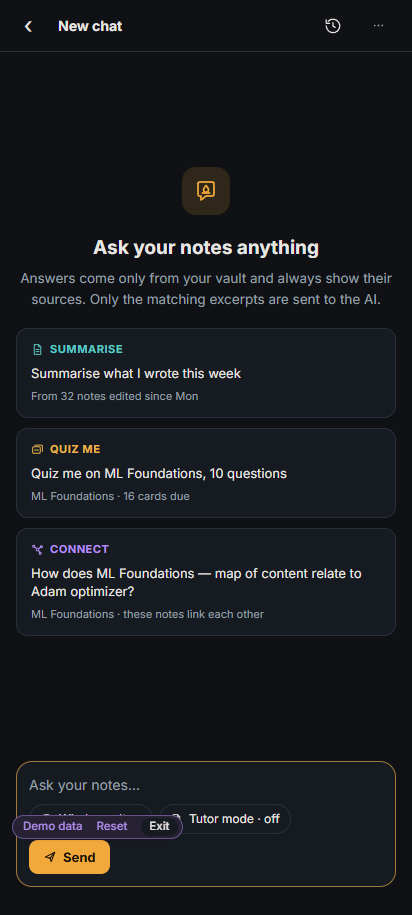 New chat
Ask your notes anything
Answers come only from your vault and always show their
sources. Only the matching excerpts are sent to the AI.
SUMMARISE
Summarise what I wrote this week
From 32 notes edited since Mon
QUIZ ME
Quiz me on ML Foundations, 10 questions
ML Foundations · 16 cards due
CONNECT
How does ML Foundations — map of content relate to
Adam optimizer?
ML Foundations · these notes link each other
Ask your notes...
Tutor mode · off
Demo data Reset Exit
Send